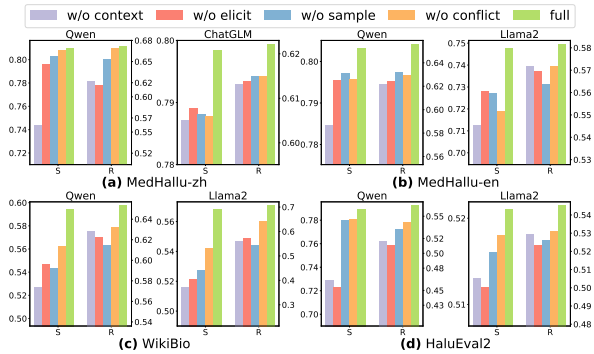 w/o context w/o elicit w/o sample w/o conflict full
Qwen ChatGLM Qwen Llama2
0.80 0.78 0.76 0.74 0.72
0.68 0.65 0.62 0.60 0.57 0.55 0.52
0.80 0.79 0.78
0.62 0.61 0.60
0.80 0.79 0.78
0.64 0.62 0.60 0.58 0.56
0.75 0.74 0.73 0.72 0.71 0.70
0.58 0.57 0.56 0.55 0.54 0.53
S R S R S R S R
(a) MedHallu-zh (b) MedHallu-en
Qwen Llama2 Qwen Llama2
0.60 0.58 0.56 0.54 0.52 0.50
0.64 0.62 0.60 0.58 0.56 0.54
0.56 0.54 0.52 0.50
0.7 0.6 0.5 0.4 0.3
0.78 0.76 0.74 0.72 0.70
0.55 0.52 0.50 0.48 0.45 0.43
0.52 0.51
0.54 0.53 0.52 0.51 0.50 0.49 0.48
S R S R S R S R
(c) WikiBio (d) HaluEval2